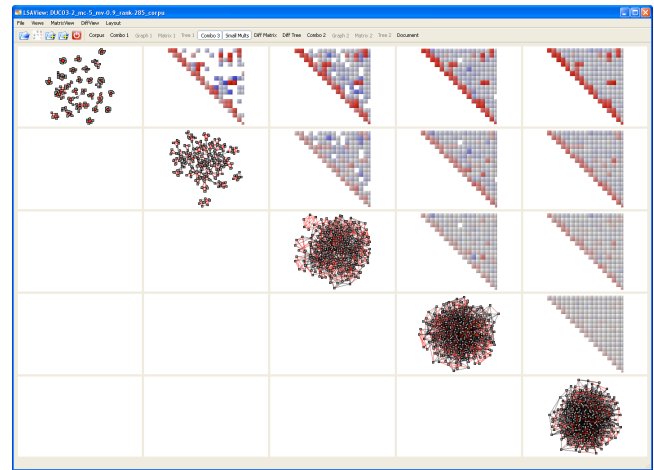 LSAView: DUC03-2_mc-5_mv-0.9_rank-285_corpu
File Views MatrixView DiffView Layout
Corpus Combo 1 Graph 1 Matrix 1 Tree 1 Combo 3 Small Mults Diff Matrix Diff Tree Combo 2 Graph 2 Matrix 2 Tree 2 Document